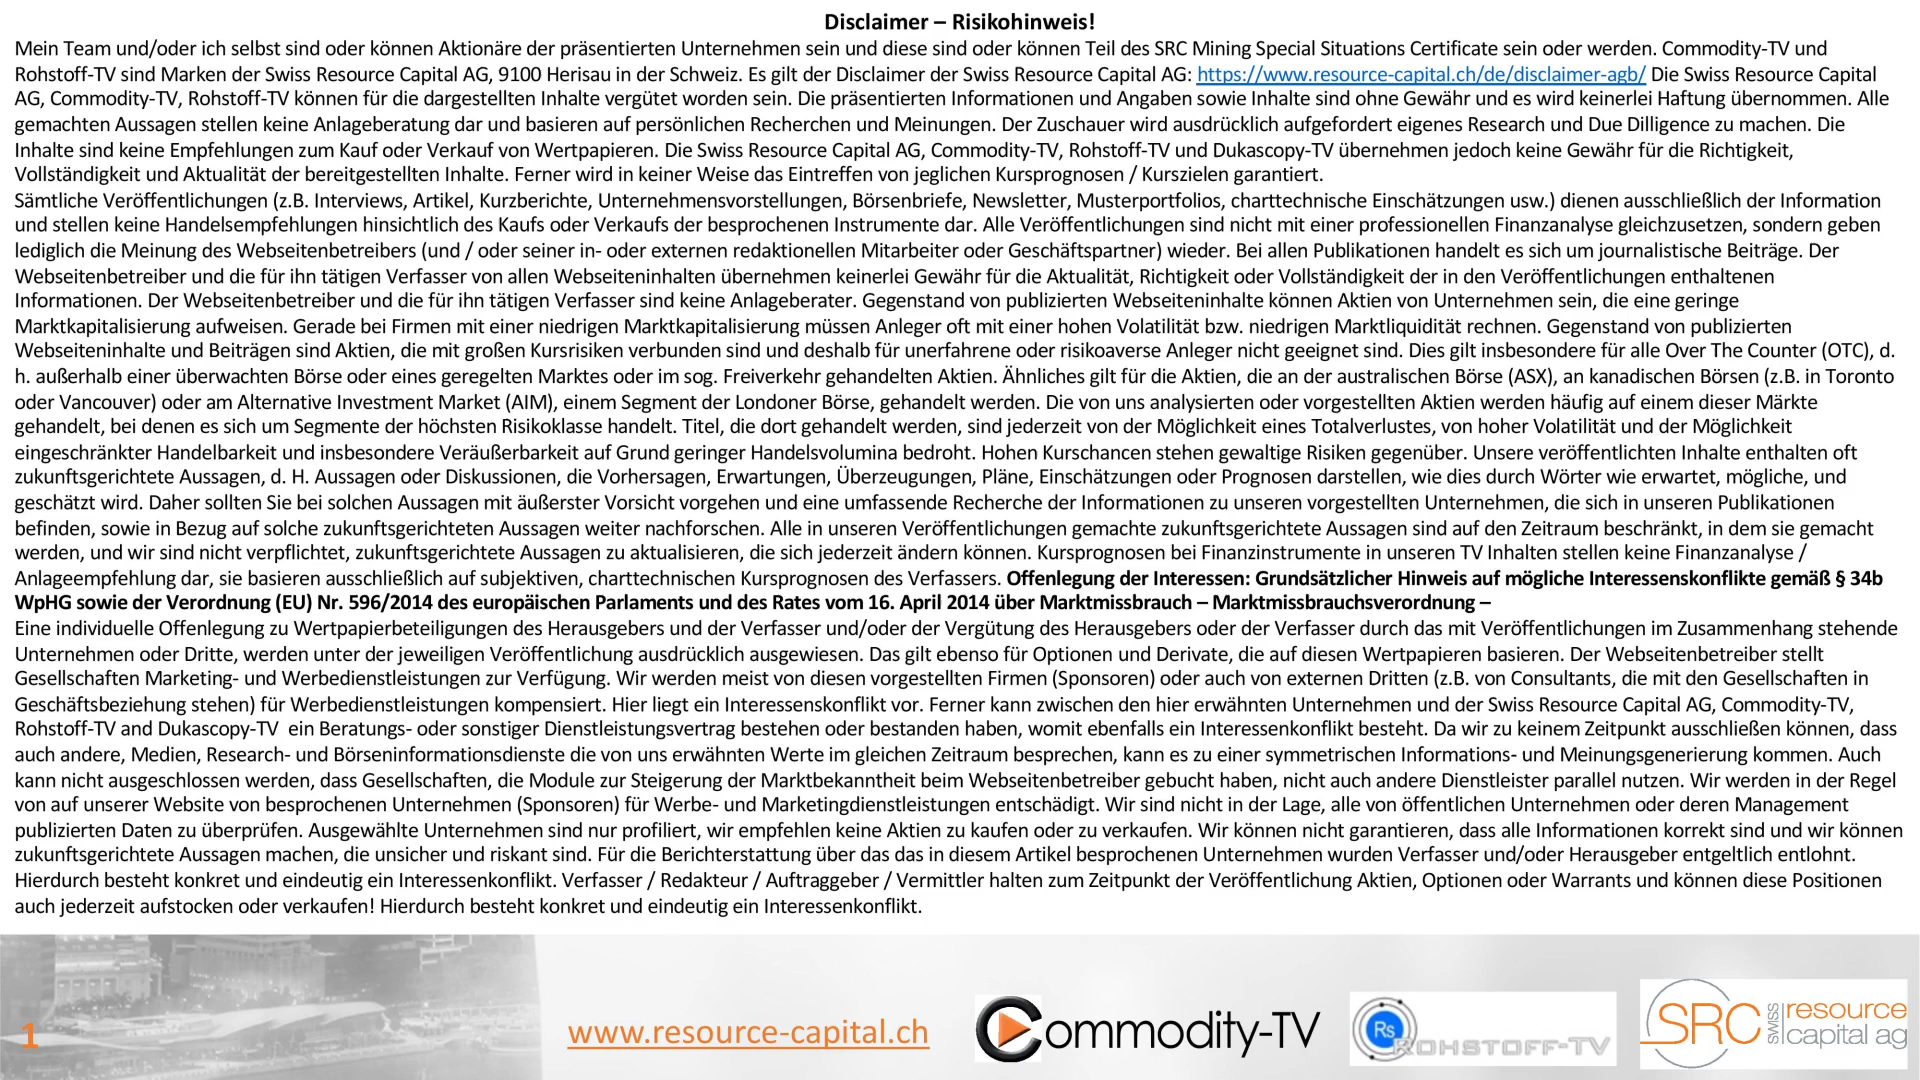 Disclaimer – Risikohinweis!
Mein Team und/oder ich selbst sind oder können Aktionäre der präsentierten Unternehmen sein und diese sind oder können Teil des SRC Mining Special Situations Certificate sein oder werden. Commodity-TV und
Rohstoff-TV sind Marken der Swiss Resource Capital AG, 9100 Herisau in der Schweiz. Es gilt der Disclaimer der Swiss Resource Capital AG: https://www.resource-capital.ch/de/disclaimer-agb/ Die Swiss Resource Capital
AG, Commodity-TV, Rohstoff-TV können für die dargestellten Inhalte vergütet worden sein. Die präsentierten Informationen und Angaben sowie Inhalte sind ohne Gewähr und es wird keinerlei Haftung übernommen. Alle
gemachten Aussagen stellen keine Anlageberatung dar und basieren auf persönlichen Recherchen und Meinungen. Der Zuschauer wird ausdrücklich aufgefordert eigenes Research und Due Dilligence zu machen. Die
Inhalte sind keine Empfehlungen zum Kauf oder Verkauf von Wertpapieren. Die Swiss Resource Capital AG, Commodity-TV, Rohstoff-TV und Dukascopy-TV übernehmen jedoch keine Gewähr für die Richtigkeit,
Vollständigkeit und Aktualität der bereitgestellten Inhalte. Ferner wird in keiner Weise das Eintreffen von jeglichen Kursprognosen / Kurszielen garantiert.
Sämtliche Veröffentlichungen (z.B. Interviews, Artikel, Kurzberichte, Unternehmensvorstellungen, Börsenbriefe, Newsletter, Musterportfolios, charttechnische Einschätzungen usw.) dienen ausschließlich der Information
und stellen keine Handelsempfehlungen hinsichtlich des Kaufs oder Verkaufs der besprochenen Instrumente dar. Alle Veröffentlichungen sind nicht mit einer professionellen Finanzanalyse gleichzusetzen, sondern geben
lediglich die Meinung des Webseitenbetreibers (und / oder seiner in- oder externen redaktionellen Mitarbeiter oder Geschäftspartner) wieder. Bei allen Publikationen handelt es sich um journalistische Beiträge. Der
Webseitenbetreiber und die für ihn tätigen Verfasser von allen Webseiteninhalten übernehmen keinerlei Gewähr für die Aktualität, Richtigkeit oder Vollständigkeit der in den Veröffentlichungen enthaltenen
Informationen. Der Webseitenbetreiber und die für ihn tätigen Verfasser sind keine Anlageberater. Gegenstand von publizierten Webseiteninhalte können Aktien von Unternehmen sein, die eine geringe
Marktkapitalisierung aufweisen. Gerade bei Firmen mit einer niedrigen Marktkapitalisierung müssen Anleger oft mit einer hohen Volatilität bzw. niedrigen Marktliquidität rechnen. Gegenstand von publizierten
Webseiteninhalte und Beiträgen sind Aktien, die mit großen Kursrisiken verbunden sind und deshalb für unerfahrene oder risikoaverse Anleger nicht geeignet sind. Dies gilt insbesondere für alle Over The Counter (OTC), d.
h. außerhalb einer überwachten Börse oder eines geregelten Marktes oder im sog. Freiverkehr gehandelten Aktien. Ähnliches gilt für die Aktien, die an der australischen Börse (ASX), an kanadischen Börsen (z.B. in Toronto
oder Vancouver) oder am Alternative Investment Market (AIM), einem Segment der Londoner Börse, gehandelt werden. Die von uns analysierten oder vorgestellten Aktien werden häufig auf einem dieser Märkte
gehandelt, bei denen es sich um Segmente der höchsten Risikoklasse handelt. Titel, die dort gehandelt werden, sind jederzeit von der Möglichkeit eines Totalverlustes, von hoher Volatilität und der Möglichkeit
eingeschränkter Handelbarkeit und insbesondere Veräußerbarkeit auf Grund geringer Handelsvolumina bedroht. Hohen Kurschancen stehen gewaltige Risiken gegenüber. Unsere veröffentlichten Inhalte enthalten oft
zukunftsgerichtete Aussagen, d. H. Aussagen oder Diskussionen, die Vorhersagen, Erwartungen, Überzeugungen, Pläne, Einschätzungen oder Prognosen darstellen, wie dies durch Wörter wie erwartet, mögliche, und
geschätzt wird. Daher sollten Sie bei solchen Aussagen mit äußerster Vorsicht vorgehen und eine umfassende Recherche der Informationen zu unseren vorgestellten Unternehmen, die sich in unseren Publikationen
befinden, sowie in Bezug auf solche zukunftsgerichteten Aussagen weiter nachforschen. Alle in unseren Veröffentlichungen gemachte zukunftsgerichtete Aussagen sind auf den Zeitraum beschränkt, in dem sie gemacht
werden, und wir sind nicht verpflichtet, zukunftsgerichtete Aussagen zu aktualisieren, die sich jederzeit ändern können. Kursprognosen bei Finanzinstrumente in unseren TV Inhalten stellen keine Finanzanalyse /
Anlageempfehlung dar, sie basieren ausschließlich auf subjektiven, charttechnischen Kursprognosen des Verfassers. Offenlegung der Interessen: Grundsätzlicher Hinweis auf mögliche Interessenskonflikte gemäß § 34b
WpHG sowie der Verordnung (EU) Nr. 596/2014 des europäischen Parlaments und des Rates vom 16. April 2014 über Marktmissbrauch – Marktmissbrauchsverordnung –
Eine individuelle Offenlegung zu Wertpapierbeteiligungen des Herausgebers und der Verfasser und/oder der Vergütung des Herausgebers oder der Verfasser durch das mit Veröffentlichungen im Zusammenhang stehende
Unternehmen oder Dritte, werden unter der jeweiligen Veröffentlichung ausdrücklich ausgewiesen. Das gilt ebenso für Optionen und Derivate, die auf diesen Wertpapieren basieren. Der Webseitenbetreiber stellt
Gesellschaften Marketing- und Werbedienstleistungen zur Verfügung. Wir werden meist von diesen vorgestellten Firmen (Sponsoren) oder auch von externen Dritten (z.B. von Consultants, die mit den Gesellschaften in
Geschäftsbeziehung stehen) für Werbedienstleistungen kompensiert. Hier liegt ein Interessenskonflikt vor. Ferner kann zwischen den hier erwähnten Unternehmen und der Swiss Resource Capital AG, Commodity-TV,
Rohstoff-TV and Dukascopy-TV ein Beratungs- oder sonstiger Dienstleistungsvertrag bestehen oder bestanden haben, womit ebenfalls ein Interessenkonflikt besteht. Da wir zu keinem Zeitpunkt ausschließen können, dass
auch andere, Medien, Research- und Börseninformationsdienste die von uns erwähnten Werte im gleichen Zeitraum besprechen, kann es zu einer symmetrischen Informations- und Meinungsgenerierung kommen. Auch
kann nicht ausgeschlossen werden, dass Gesellschaften, die Module zur Steigerung der Marktbekanntheit beim Webseitenbetreiber gebucht haben, nicht auch andere Dienstleister parallel nutzen. Wir werden in der Regel
von auf unserer Website von besprochenen Unternehmen (Sponsoren) für Werbe- und Marketingdienstleistungen entschädigt. Wir sind nicht in der Lage, alle von öffentlichen Unternehmen oder deren Management
publizierten Daten zu überprüfen. Ausgewählte Unternehmen sind nur profiliert, wir empfehlen keine Aktien zu kaufen oder zu verkaufen. Wir können nicht garantieren, dass alle Informationen korrekt sind und wir können
zukunftsgerichtete Aussagen machen, die unsicher und riskant sind. Für die Berichterstattung über das das in diesem Artikel besprochenen Unternehmen wurden Verfasser und/oder Herausgeber entgeltlich entlohnt.
Hierdurch besteht konkret und eindeutig ein Interessenkonflikt. Verfasser / Redakteur / Auftraggeber / Vermittler halten zum Zeitpunkt der Veröffentlichung Aktien, Optionen oder Warrants und können diese Positionen
auch jederzeit aufstocken oder verkaufen! Hierdurch besteht konkret und eindeutig ein Interessenkonflikt.
1
www.resource-capital.ch
Commodity-TV
Rs
ROHSTOFF-TV
SRC
SWISS
resource
capital ag